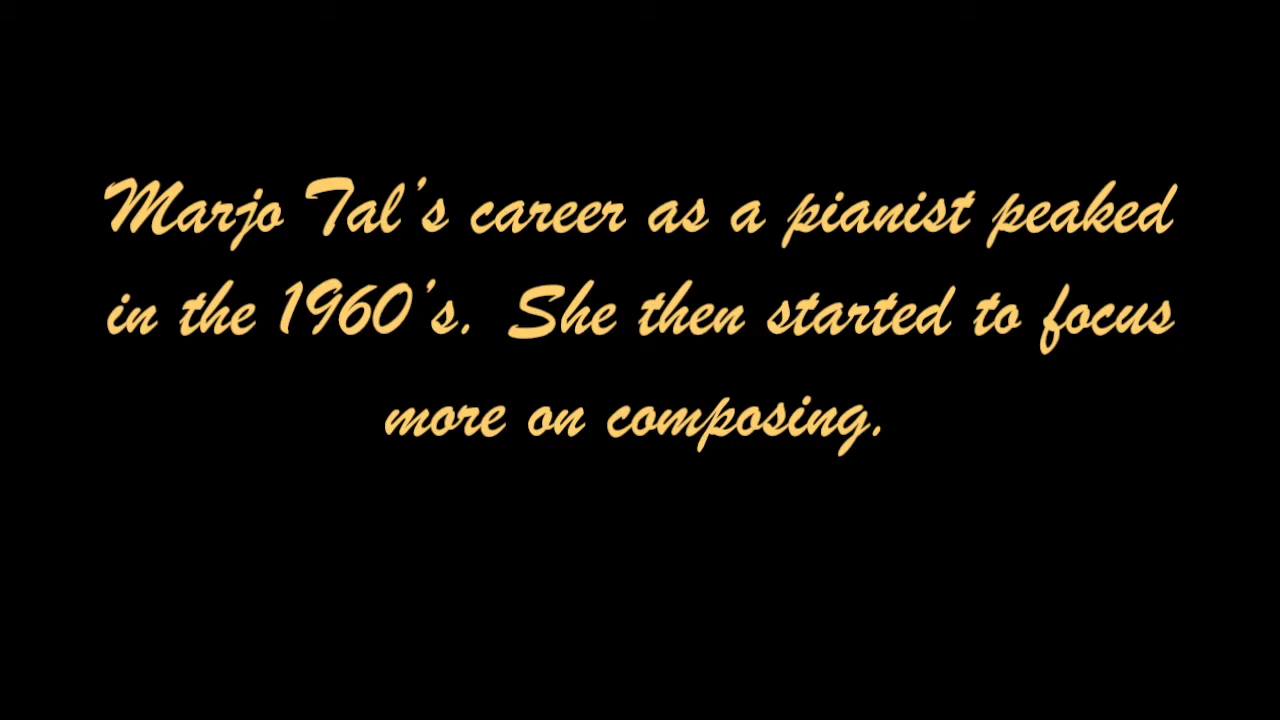 Marjo Tal's career as a pianist peaked
in the 1960's. She then started to focus
more on composing.